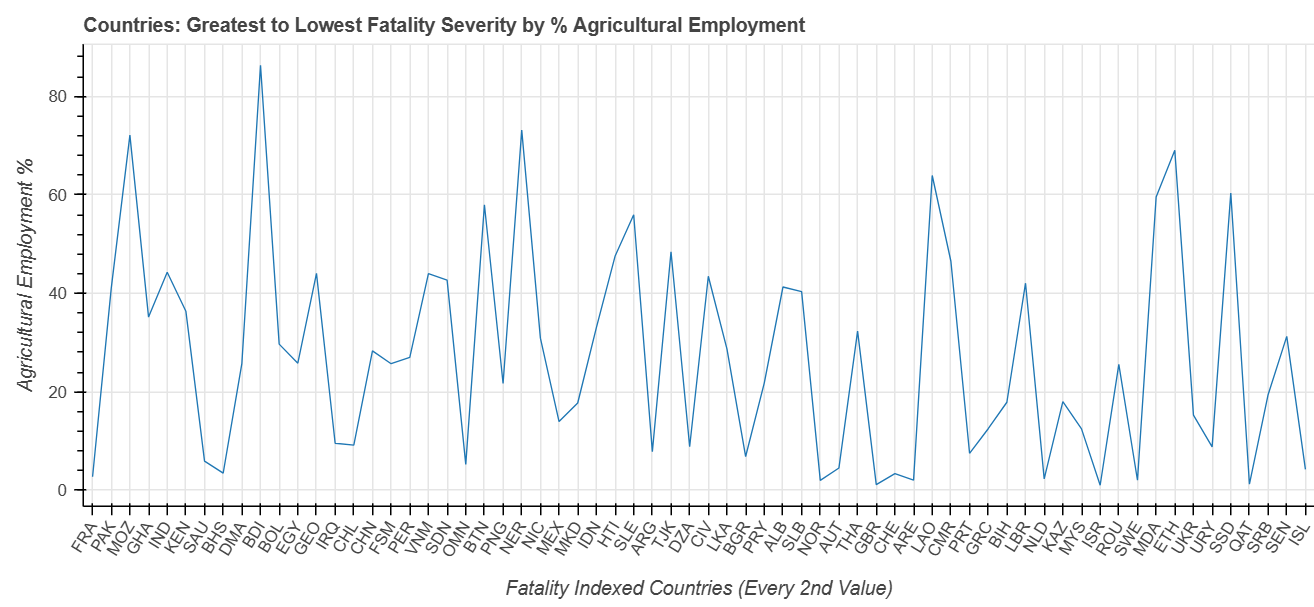 Countries: Greatest to Lowest Fatality Severity by % Agricultural Employment
Agricultural Employment %
80
60
40
20
0
FRA PAK MOZ GHA IND KEN SAU BHS DMA BDI BOL EGY GEO IRQ CHL CHN FSM PER VNM SDN OMN BTN PNG NER NIC MEX MKD IDN HTI SLE ARG TJK DZA CIV LKA BGR PRY ALB SLB NOR AUT THA GBR CHE ARE LAO CMR PRT GRC BIH LBR NLD KAZ MYS ISR ROU SWE MDA ETH UKR URY SSD QAT SRB SEN ISL
Fatality Indexed Countries (Every 2nd Value)